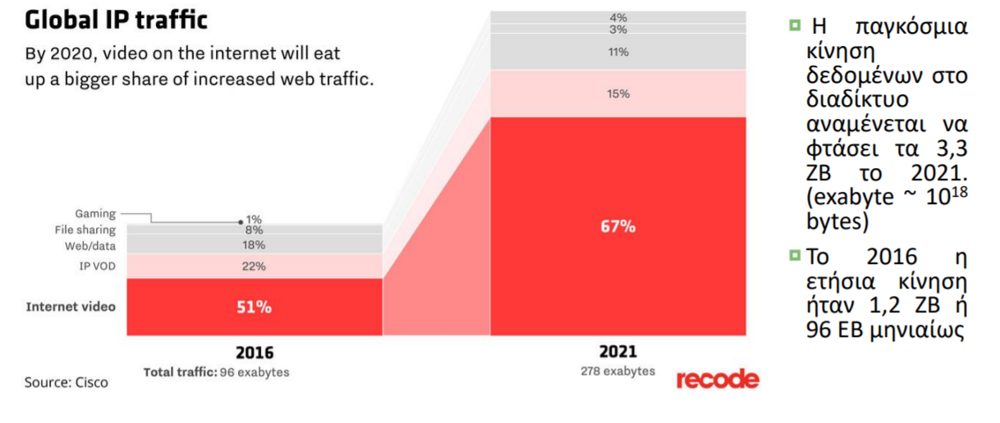 Global IP traffic
By 2020, video on the internet will eat
up a bigger share of increased web traffic.
Gaming
File sharing
Web/data
IP VOD
Internet video
1%
8%
18%
22%
51%
2016
Total traffic: 96 exabytes
4%
3%
11%
15%
67%
2021
278 exabytes
Source: Cisco
recode
Η παγκόσμια
κίνηση
δεδομένων στο
διαδίκτυο
αναμένεται να
φτάσει τα 3,3
ZB το 2021.
(exabyte ~ 10¹⁸
bytes)
Το 2016 η
ετήσια κίνηση
ήταν 1,2 ZB ή
96 EB μηνιαίως